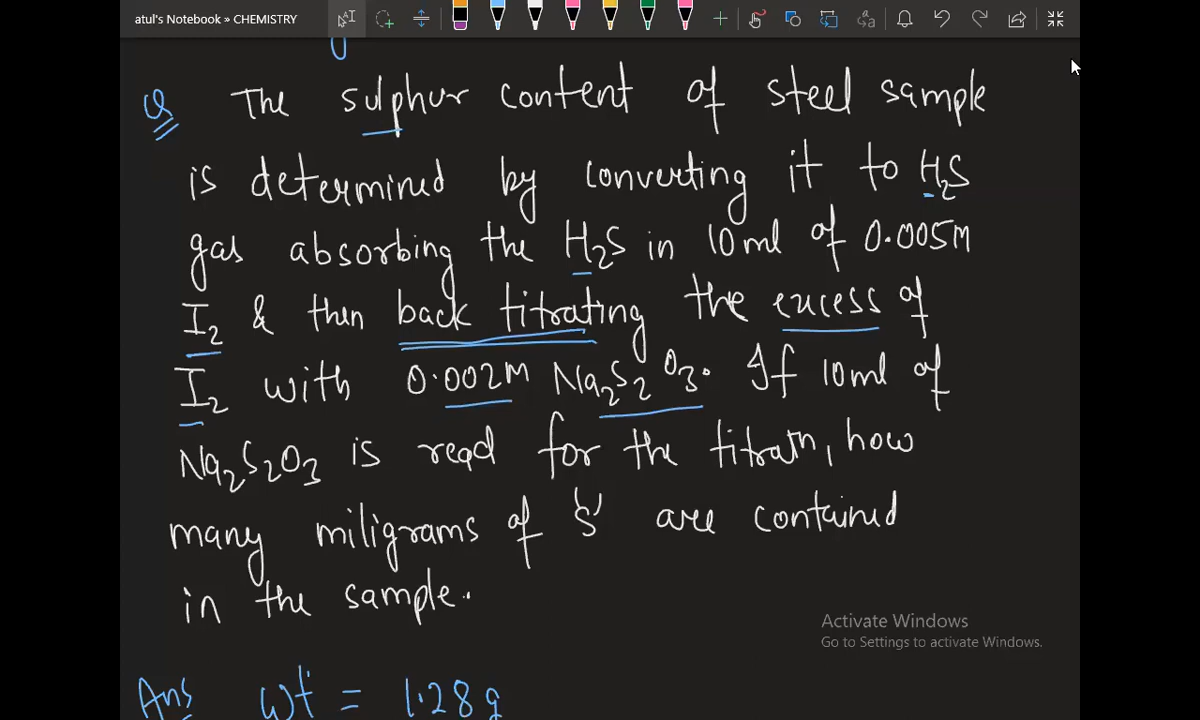 atul's Notebook » CHEMISTRY
Q The sulphur content of steel sample
is determined by converting it to H₂S
gas absorbing the H₂S in 10ml of 0.005M
I₂ & then back titrating the excess of
I₂ with 0.002M Na₂S₂O₃. If 10ml of
Na₂S₂O₃ is reqd for the titratn, how
many miligrams of 'S' are contained
in the sample.
Activate Windows
Go to Settings to activate Windows.
Ans wt = 1.28g